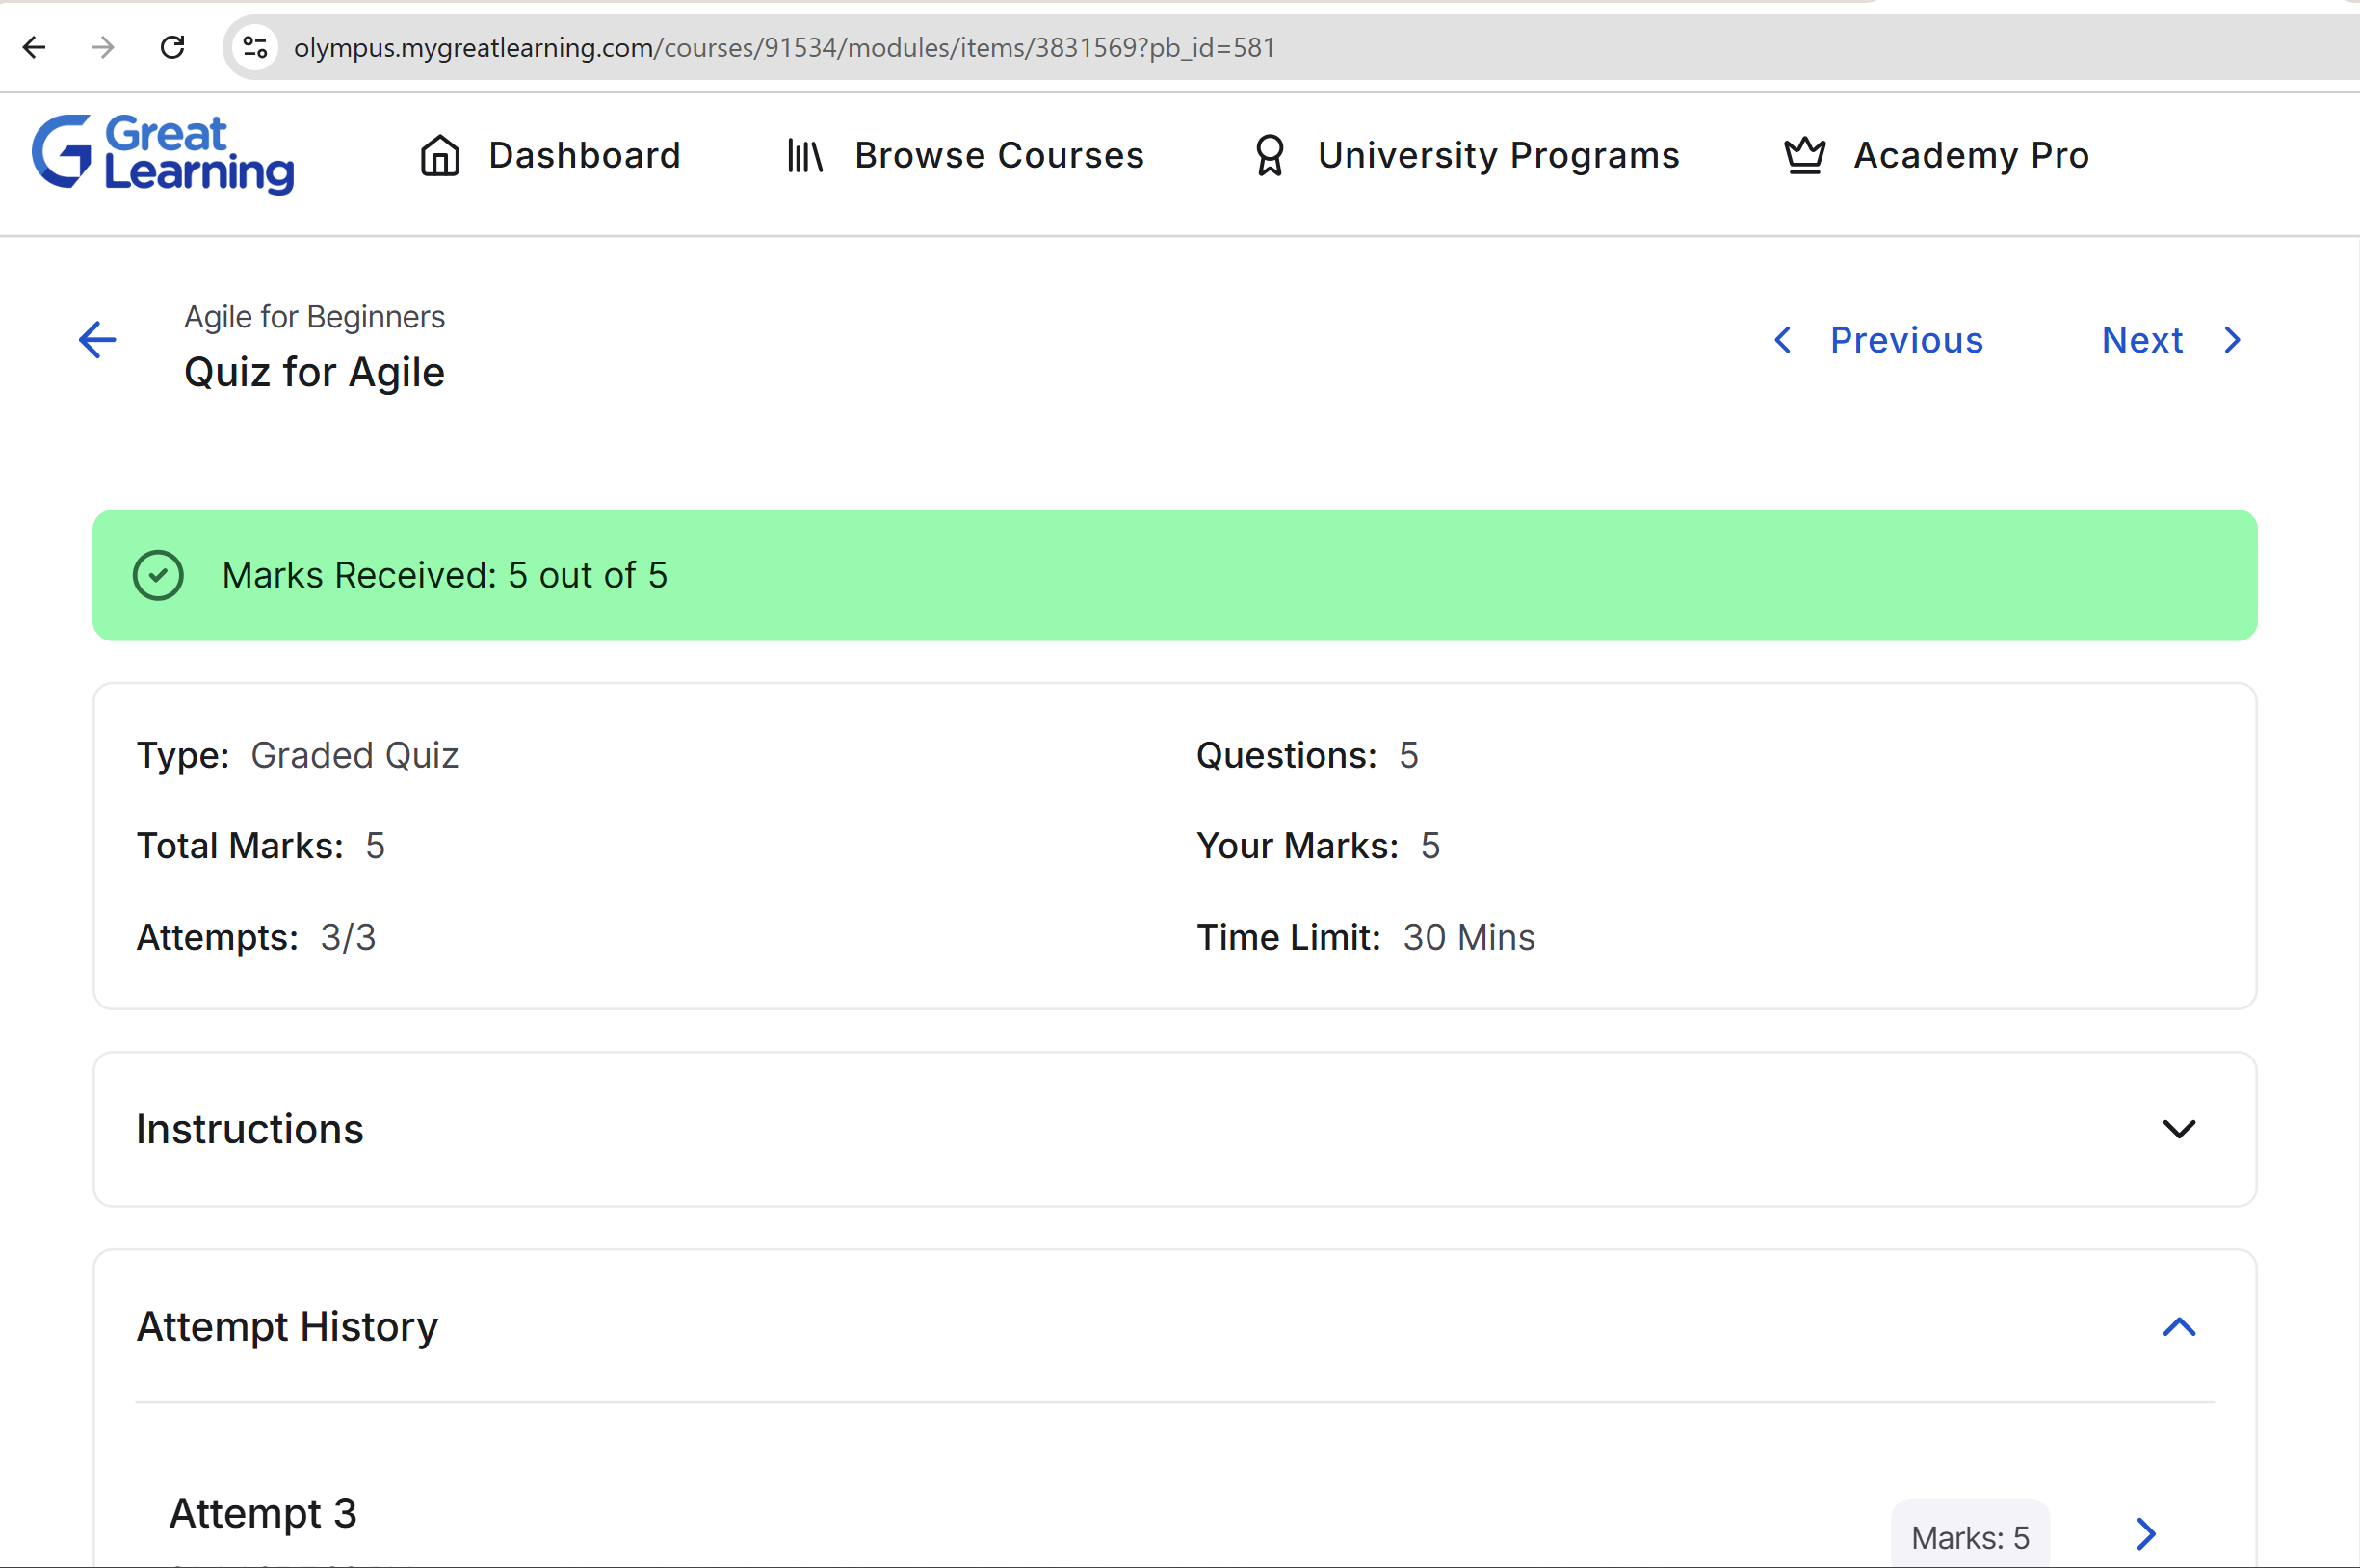 olympus.mygreatlearning.com/courses/91534/modules/items/3831569?pb_id=581
Great Learning
Dashboard
Browse Courses
University Programs
Academy Pro
Agile for Beginners
Quiz for Agile
Previous
Next
Marks Received: 5 out of 5
Type: Graded Quiz
Questions: 5
Total Marks: 5
Your Marks: 5
Attempts: 3/3
Time Limit: 30 Mins
Instructions
Attempt History
Attempt 3
Marks: 5